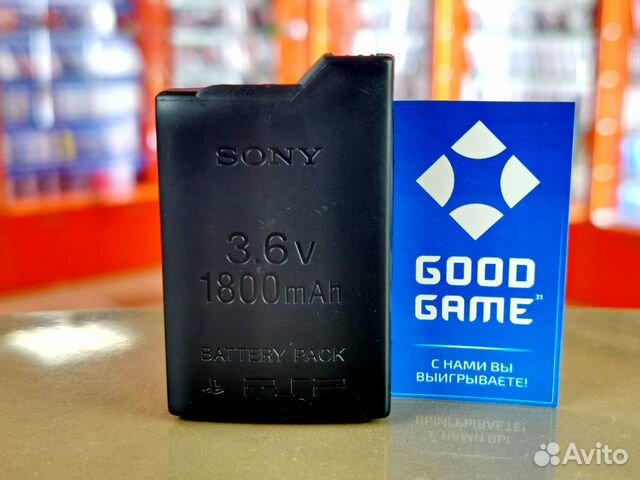 SONY
3.6v
1800mAh
BATTERY PACK
PSP
GOOD
GAME
31
С НАМИ ВЫ
ВЫИГРЫВАЕТЕ!
Avito